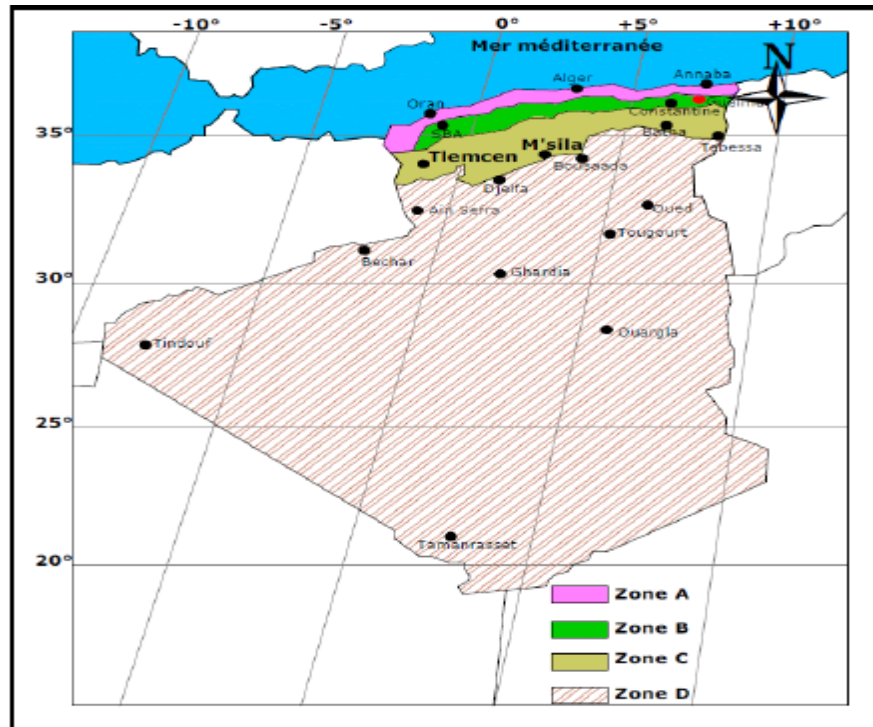 -10° -5° 0° +5° +10°
Mer méditerranée
N
Alger
Annaba
Oran
Constantine
SBA
35°
Batna
M'sila
Tebessa
Tlemcen
Bousaada
Djelfa
Ain Serra
Oued
Tougourt
Bechar
30°
Ghardia
Ouargla
Tindouf
25°
Tamanrasset
20°
Zone A
Zone B
Zone C
Zone D